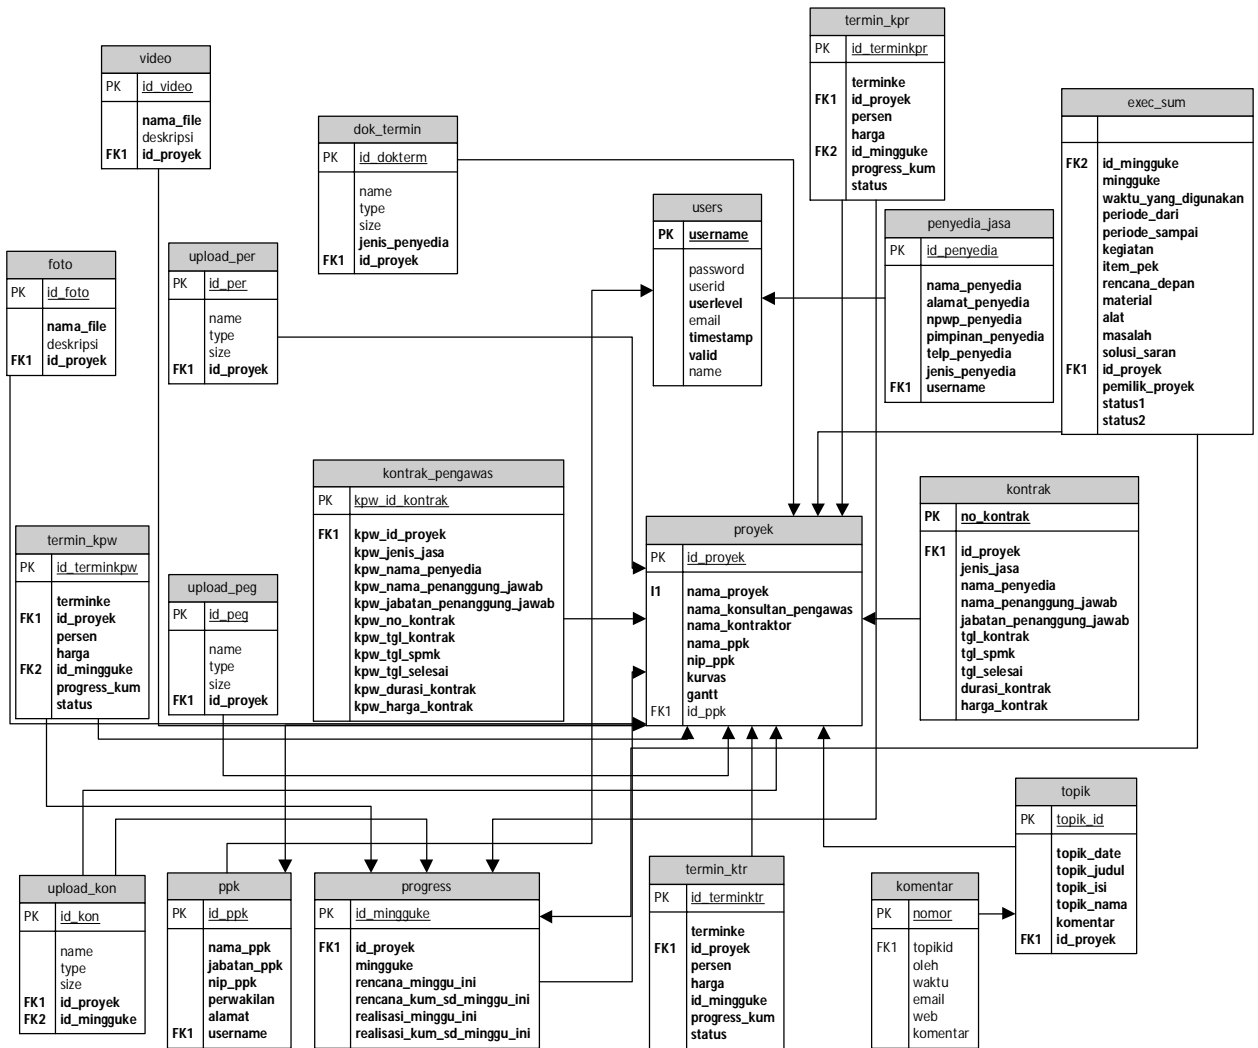 termin_kpr
PK id_terminkpr
terminke
FK1 id_proyek
persen
harga
FK2 id_mingguke
progress_kum
status
video
PK id_video
nama_file
deskripsi
FK1 id_proyek
exec_sum
FK2 id_mingguke
mingguke
waktu_yang_digunakan
periode_dari
periode_sampai
kegiatan
item_pek
rencana_depan
material
alat
masalah
solusi_saran
FK1 id_proyek
pemilik_proyek
status1
status2
dok_termin
PK id_dokterm
name
type
size
jenis_penyedia
FK1 id_proyek
users
PK username
password
userid
userlevel
email
timestamp
valid
name
penyedia_jasa
PK id_penyedia
nama_penyedia
alamat_penyedia
npwp_penyedia
pimpinan_penyedia
telp_penyedia
jenis_penyedia
FK1 username
upload_per
PK id_per
name
type
size
FK1 id_proyek
foto
PK id_foto
nama_file
deskripsi
FK1 id_proyek
kontrak_pengawas
PK kpw_id_kontrak
FK1 kpw_id_proyek
kpw_jenis_jasa
kpw_nama_penyedia
kpw_nama_penanggung_jawab
kpw_jabatan_penanggung_jawab
kpw_no_kontrak
kpw_tgl_kontrak
kpw_tgl_spmk
kpw_tgl_selesai
kpw_durasi_kontrak
kpw_harga_kontrak
kontrak
PK no_kontrak
FK1 id_proyek
jenis_jasa
nama_penyedia
nama_penanggung_jawab
jabatan_penanggung_jawab
tgl_kontrak
tgl_spmk
tgl_selesai
durasi_kontrak
harga_kontrak
proyek
PK id_proyek
I1 nama_proyek
nama_konsultan_pengawas
nama_kontraktor
nama_ppk
nip_ppk
kurvas
gantt
FK1 id_ppk
termin_kpw
PK id_terminkpw
terminke
FK1 id_proyek
persen
harga
FK2 id_mingguke
progress_kum
status
upload_peg
PK id_peg
name
type
size
FK1 id_proyek
topik
PK topik_id
topik_date
topik_judul
topik_isi
topik_nama
komentar
FK1 id_proyek
upload_kon
PK id_kon
name
type
size
FK1 id_proyek
FK2 id_mingguke
ppk
PK id_ppk
nama_ppk
jabatan_ppk
nip_ppk
perwakilan
alamat
FK1 username
progress
PK id_mingguke
FK1 id_proyek
mingguke
rencana_minggu_ini
rencana_kum_sd_minggu_ini
realisasi_minggu_ini
realisasi_kum_sd_minggu_ini
termin_ktr
PK id_terminktr
terminke
FK1 id_proyek
persen
harga
id_mingguke
progress_kum
status
komentar
PK nomor
FK1 topikid
oleh
waktu
email
web
komentar